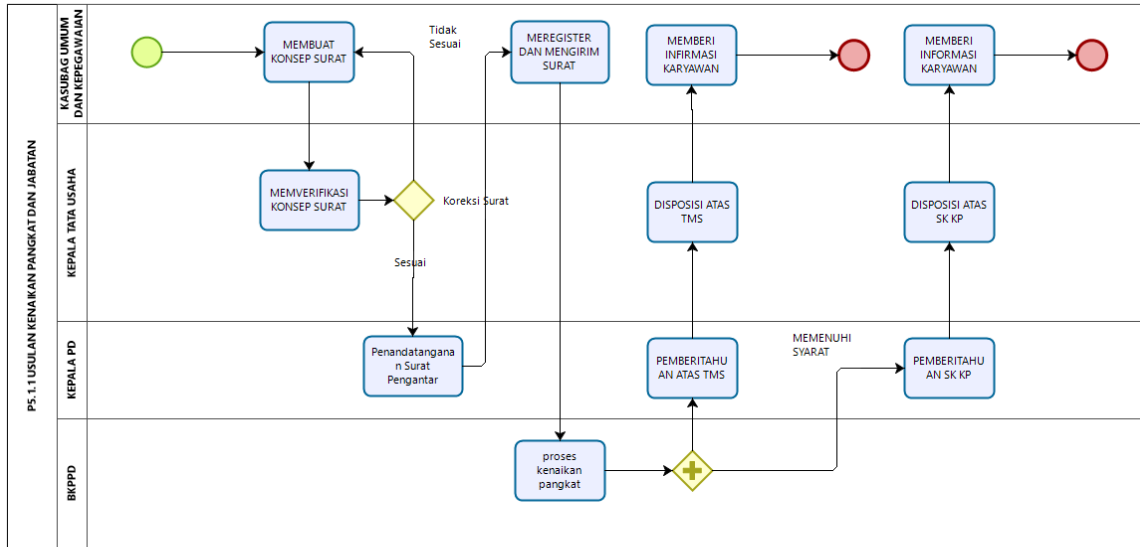 P5.1.1 USULAN KENAIKAN PANGKAT DAN JABATAN
KASUBAG UMUM
DAN KEPEGAWAIAN
MEMBUAT
KONSEP SURAT
Tidak
Sesuai
MEREGISTER
DAN MENGIRIM
SURAT
MEMBERI
INFIRMASI
KARYAWAN
MEMBERI
INFORMASI
KARYAWAN
KEPALA TATA USAHA
MEMVERIFIKASI
KONSEP SURAT
Koreksi Surat
Sesuai
DISPOSISI ATAS
TMS
DISPOSISI ATAS
SK KP
KEPALA PD
Penandatangana
n Surat
Pengantar
PEMBERITAHU
AN ATAS TMS
MEMENUHI
SYARAT
PEMBERITAHU
AN SK KP
BKPPD
proses
kenaikan
pangkat